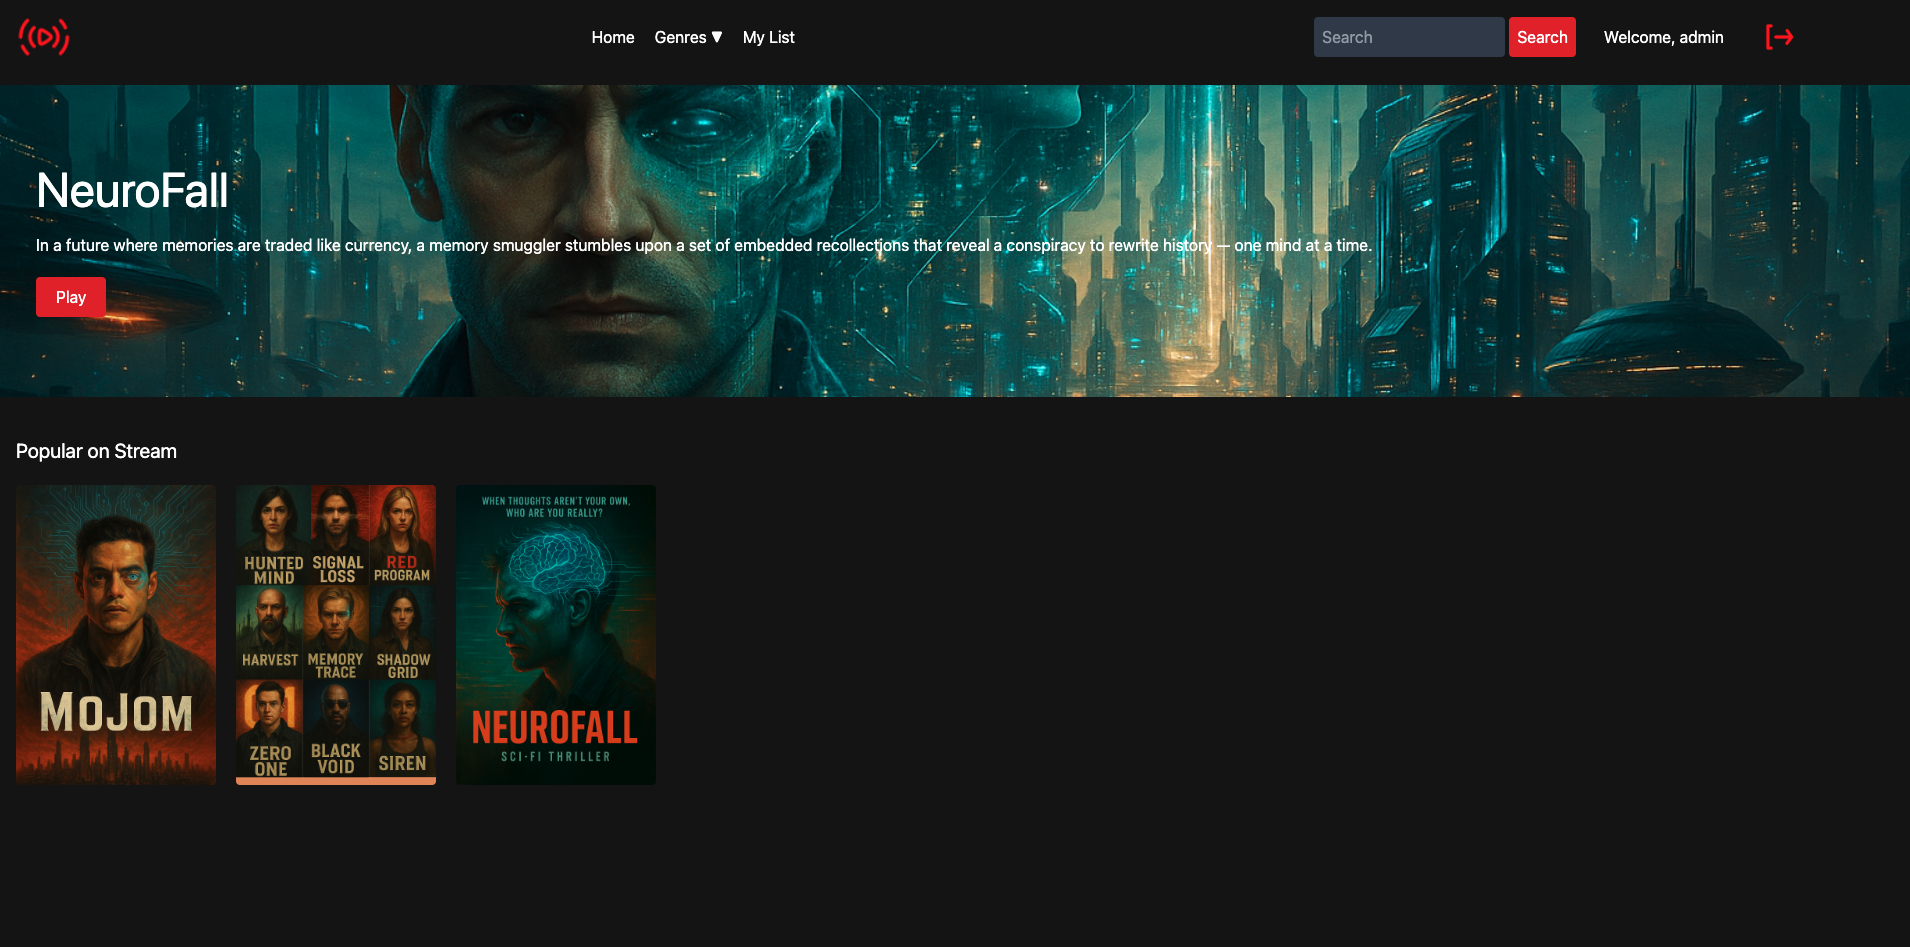 Home Genres ▼ My List Search Search Welcome, admin
NeuroFall
In a future where memories are traded like currency, a memory smuggler stumbles upon a set of embedded recollections that reveal a conspiracy to rewrite history — one mind at a time.
Play
Popular on Stream
MOJOM
HUNTED
MIND
SIGNAL
LOSS
RED
PROGRAM
HARVEST
MEMORY
TRACE
SHADOW
GRID
01
ZERO
ONE
BLACK
VOID
SIREN
WHEN THOUGHTS AREN'T YOUR OWN,
WHO ARE YOU REALLY?
NEUROFALL
SCI-FI THRILLER